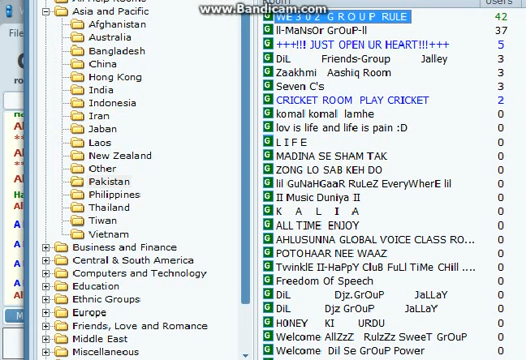 www.Bandicam.com
Asia and Pacific
Afghanistan
Australia
Bangladesh
China
Hong Kong
India
Indonesia
Iran
Jaban
Laos
New Zealand
Other
Pakistan
Philippines
Thailand
Tiwan
Vietnam
Business and Finance
Central & South America
Computers and Technology
Education
Ethnic Groups
Europe
Friends, Love and Romance
Middle East
Miscellaneous
WE 3 0 2 G R O U P RULE 42
ll-MaNsOr GrOuP-ll 37
+++!!! JUST OPEN UR HEART!!!+++ 5
DiL Friends-Group Jalley 3
Zaakhmi Aashiq Room 3
Seven C's 3
CRICKET ROOM PLAY CRICKET 2
komal komal lamhe 0
lov is life and life is pain :D 0
L I F E 0
MADINA SE SHAM TAK 0
ZONG LO SAB KEH DO 0
lil GuNaHGaaR RuLeZ EveryWherE lil 0
II Music Duniya II 0
K A L I A 0
ALL TIME ENJOY 0
AHLUSUNNA GLOBAL VOICE CLASS RO... 0
POTOHAAR NEE WAAZ 0
TwinklE II-HaPpY CluB FuLl TiMe CHill .... 0
Freedom Of Speech 0
DiL Djz.GrOuP JaLLaY 0
DiL Djz GrOuP JaLLaY 0
H0NEY KI URDU 0
Welcome AllZzZ RulzZz SweeT GrouP 0
Welcome Dil Se GrouP Power 0